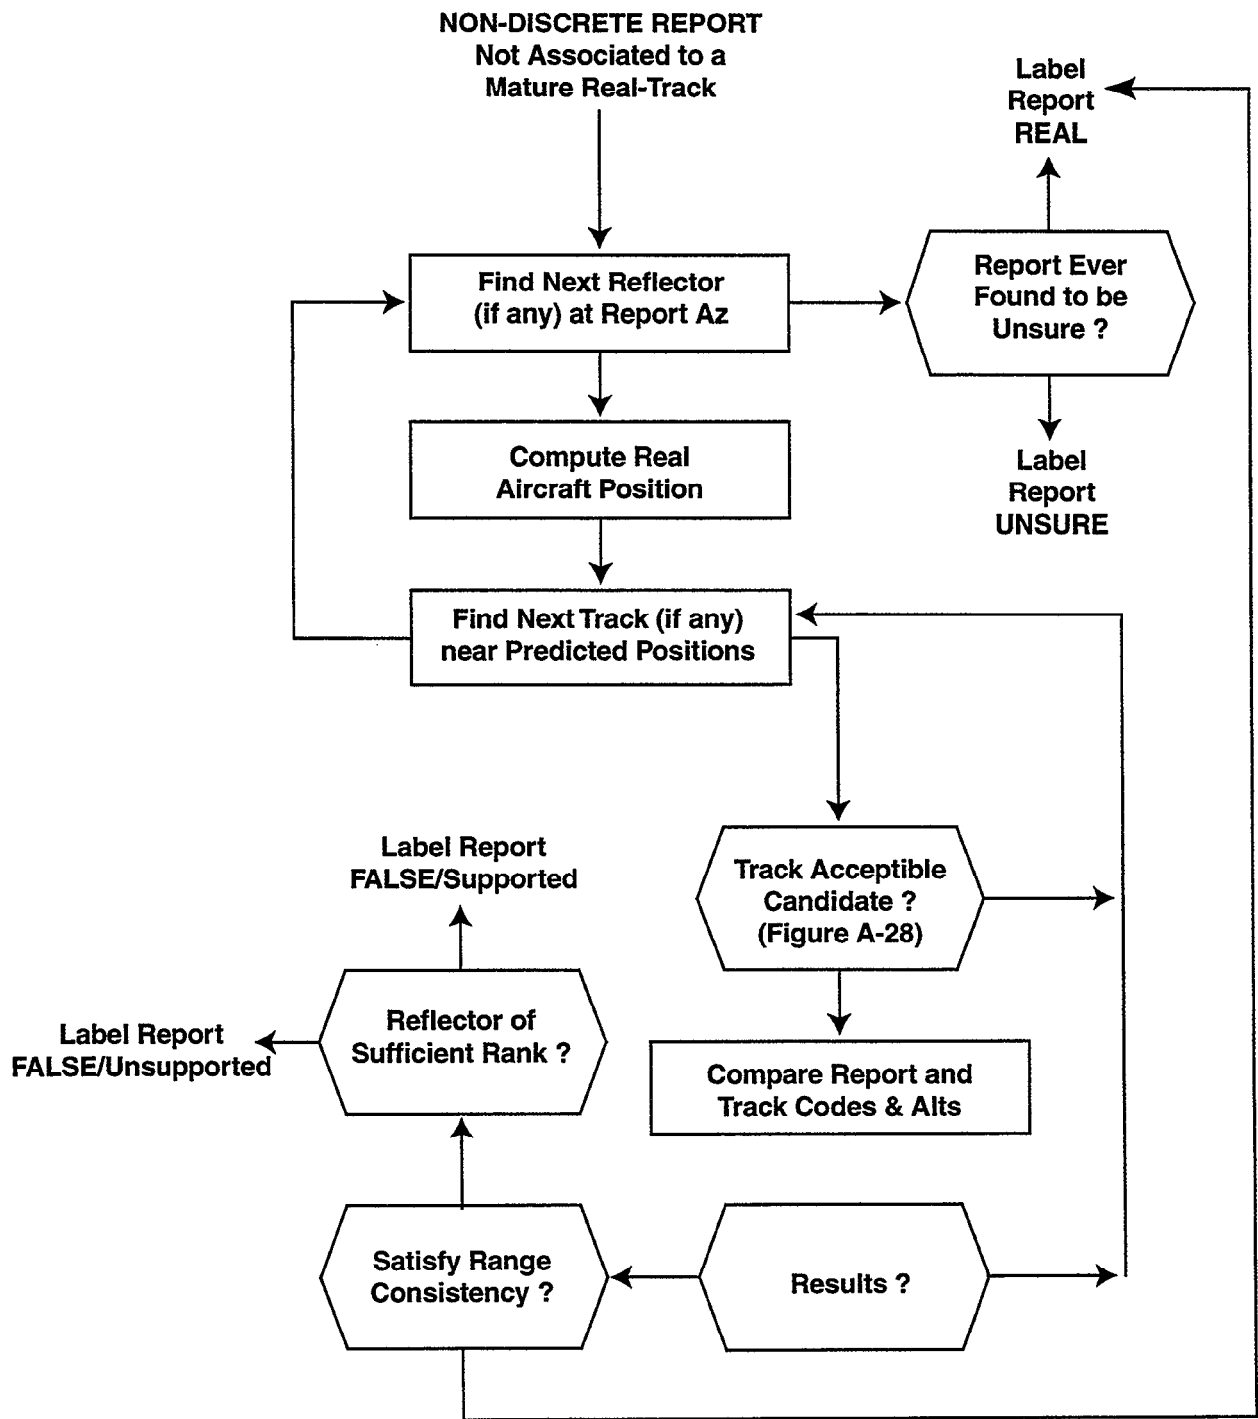 NON-DISCRETE REPORT
Not Associated to a
Mature Real-Track
Label
Report
REAL
Find Next Reflector
(if any) at Report Az
Report Ever
Found to be
Unsure ?
Compute Real
Aircraft Position
Label
Report
UNSURE
Find Next Track (if any)
near Predicted Positions
Label Report
FALSE/Supported
Track Acceptible
Candidate ?
(Figure A-28)
Label Report
FALSE/Unsupported
Reflector of
Sufficient Rank ?
Compare Report and
Track Codes & Alts
Satisfy Range
Consistency ?
Results ?